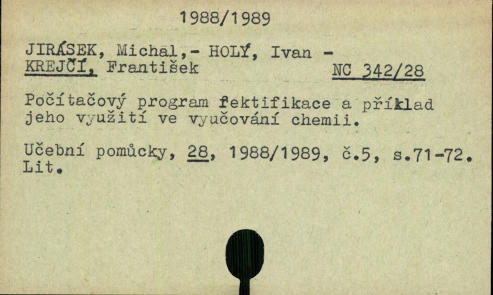 1988/1989
JIRÁSEK, Michal,- HOLÝ, Ivan -
KREJČÍ, František NC 342/28
Počítačový program fektifikace a příklad
jeho využití ve vyučování chemii.
Učební pomůcky, 28, 1988/1989, č.5, s.71-72.
Lit.